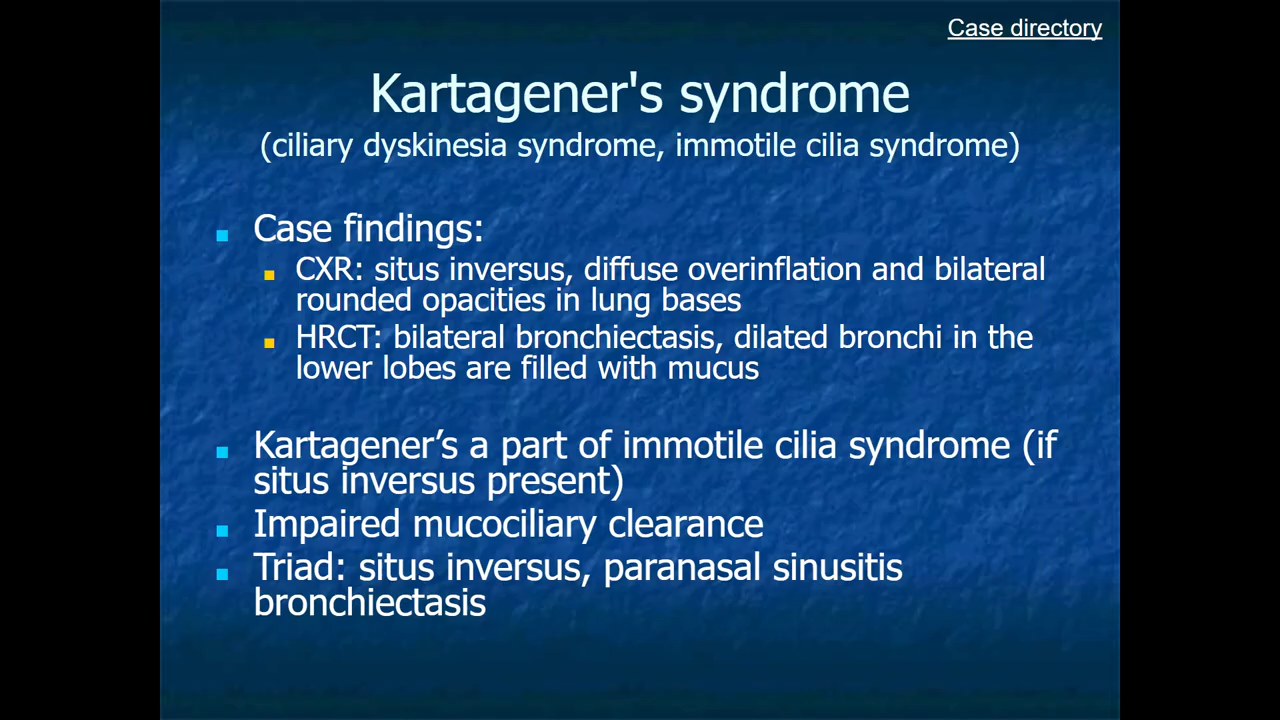 Case directory
Kartagener's syndrome
(ciliary dyskinesia syndrome, immotile cilia syndrome)
Case findings:
CXR: situs inversus, diffuse overinflation and bilateral
rounded opacities in lung bases
HRCT: bilateral bronchiectasis, dilated bronchi in the
lower lobes are filled with mucus
Kartagener’s a part of immotile cilia syndrome (if
situs inversus present)
Impaired mucociliary clearance
Triad: situs inversus, paranasal sinusitis
bronchiectasis